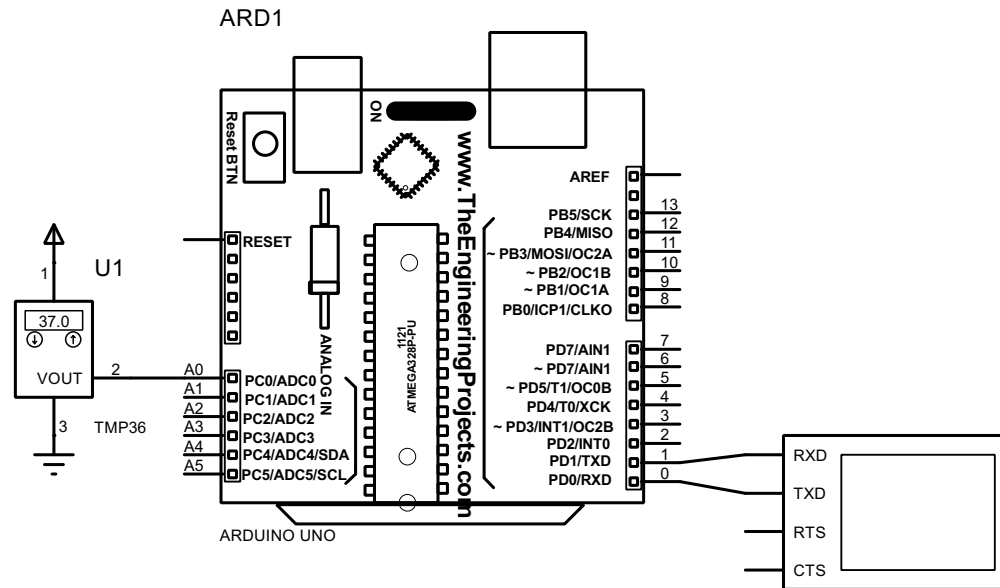 ARD1
ON
Reset BTN
www.TheEngineeringProjects.com
RESET
ANALOG IN
1121
ATMEGA328P-PU
AREF
PB5/SCK 13
PB4/MISO 12
~ PB3/MOSI/OC2A 11
~ PB2/OC1B 10
~ PB1/OC1A 9
PB0/ICP1/CLKO 8
PD7/AIN1 7
~ PD7/AIN1 6
~ PD5/T1/OC0B 5
PD4/T0/XCK 4
~ PD3/INT1/OC2B 3
PD2/INT0 2
PD1/TXD 1
PD0/RXD 0
A0 PC0/ADC0
A1 PC1/ADC1
A2 PC2/ADC2
A3 PC3/ADC3
A4 PC4/ADC4/SDA
A5 PC5/ADC5/SCL
ARDUINO UNO
1
U1
37.0
VOUT 2
3
TMP36
RXD
TXD
RTS
CTS